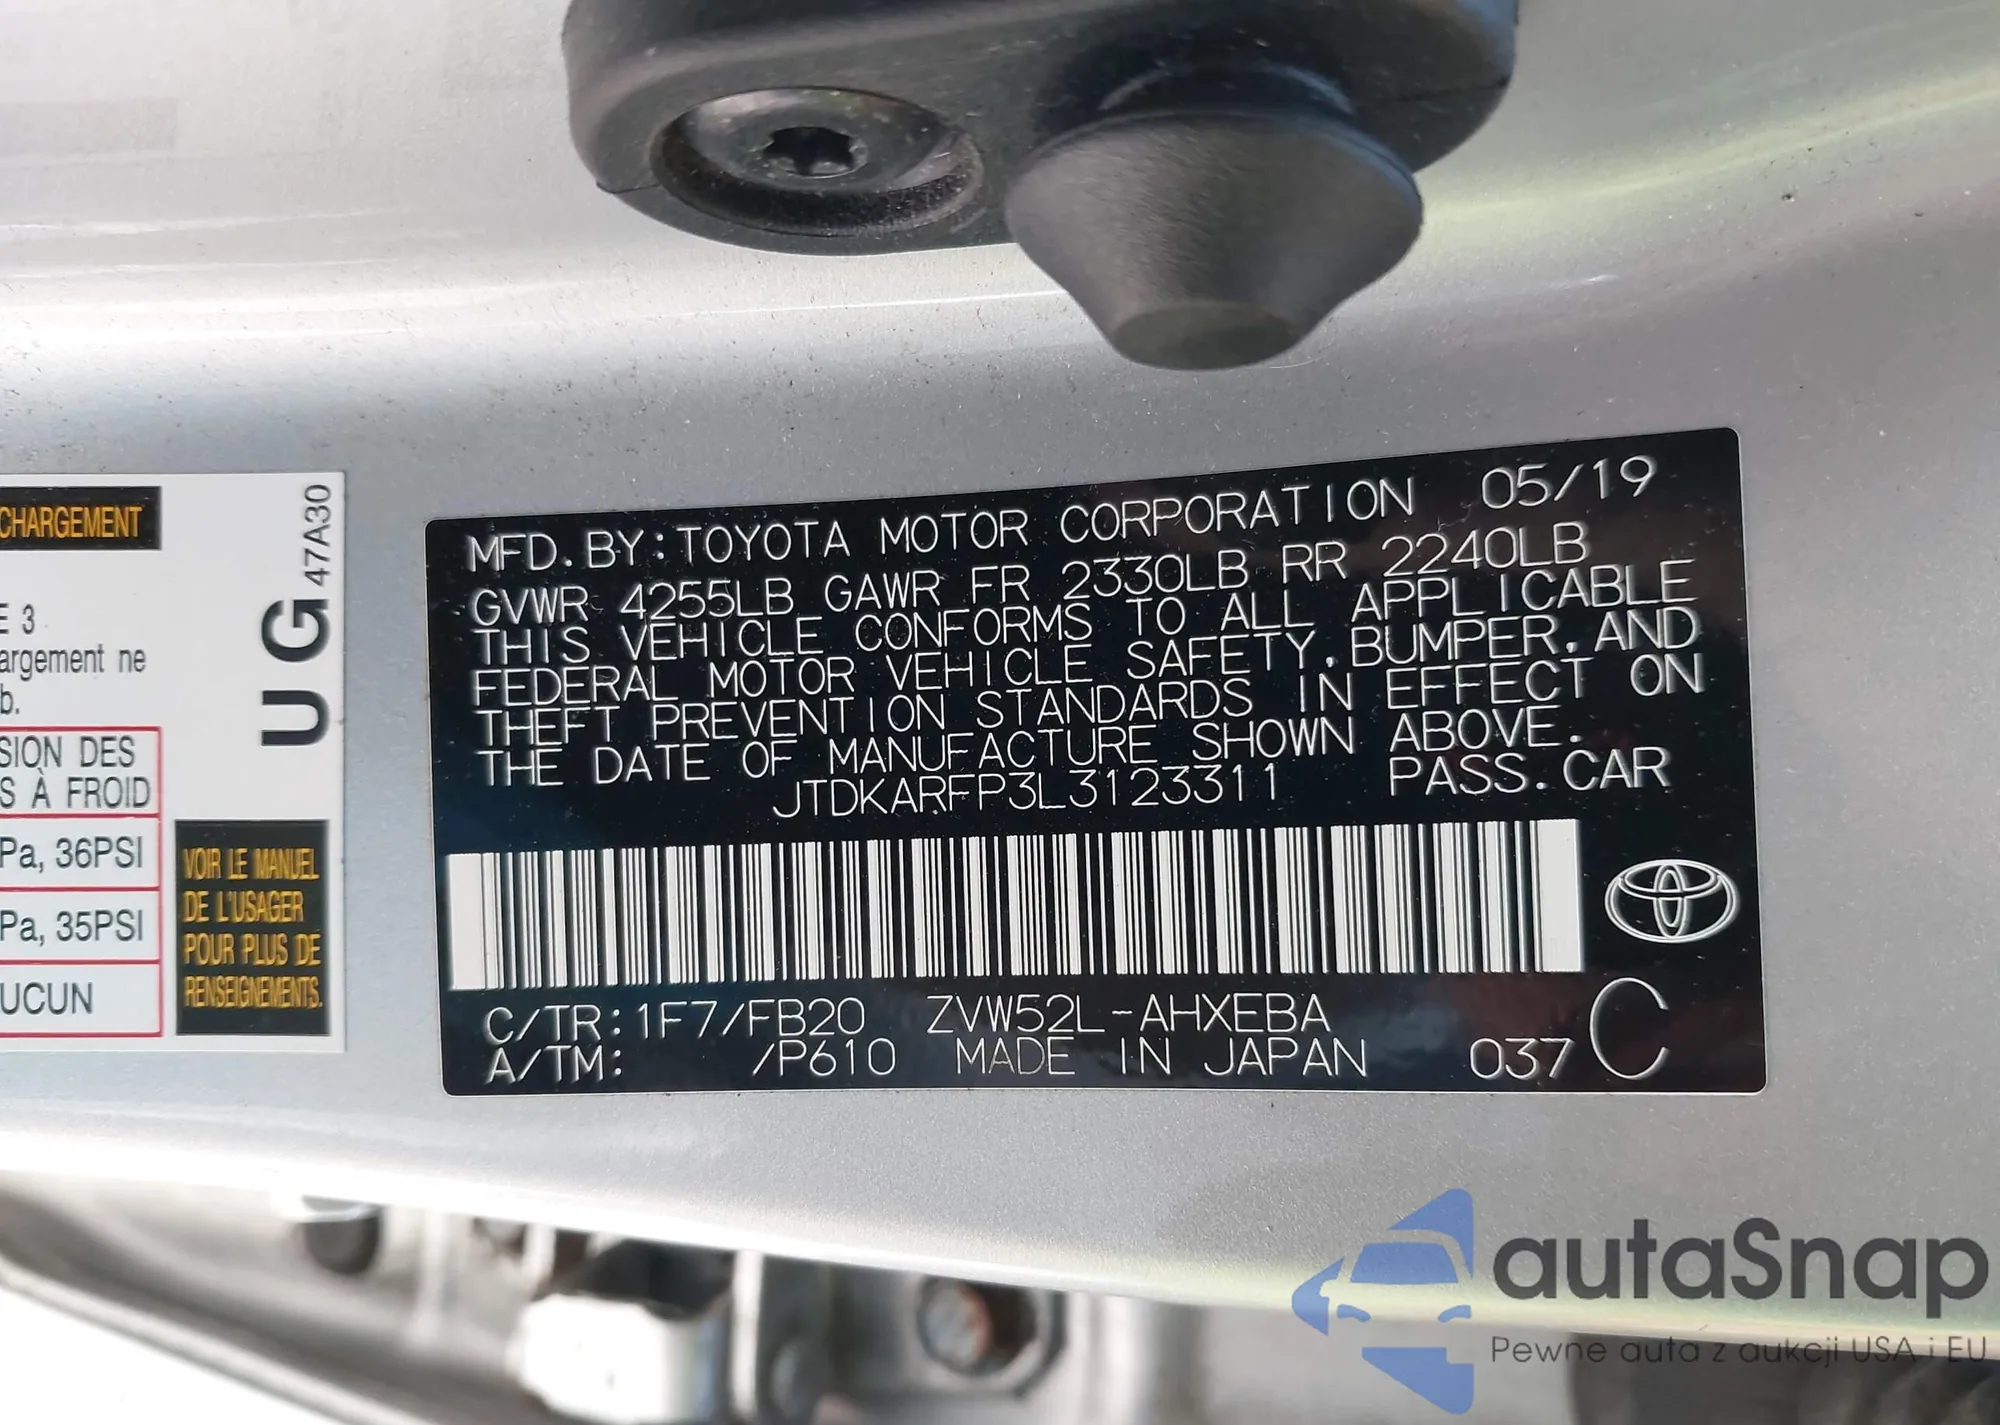 CHARGEMENT
E 3
argement ne
b.
SION DES
S À FROID
Pa, 36PSI
Pa, 35PSI
UCUN
UG 47A30
VOIR LE MANUEL
DE L'USAGER
POUR PLUS DE
RENSEIGNEMENTS.
MFD. BY: TOYOTA MOTOR CORPORATION 05/19
GVWR 4255LB GAWR FR 2330LB RR 2240LB
THIS VEHICLE CONFORMS TO ALL APPLICABLE
FEDERAL MOTOR VEHICLE SAFETY, BUMPER, AND
THEFT PREVENTION STANDARDS IN EFFECT ON
THE DATE OF MANUFACTURE SHOWN ABOVE.
JTDKARFP3L3123311 PASS. CAR
C/TR: 1F7/FB20 ZVW52L-AHXEBA
A/TM: /P610 MADE IN JAPAN 037 C
autaSnap
Pewne auta z aukcji USA i EU